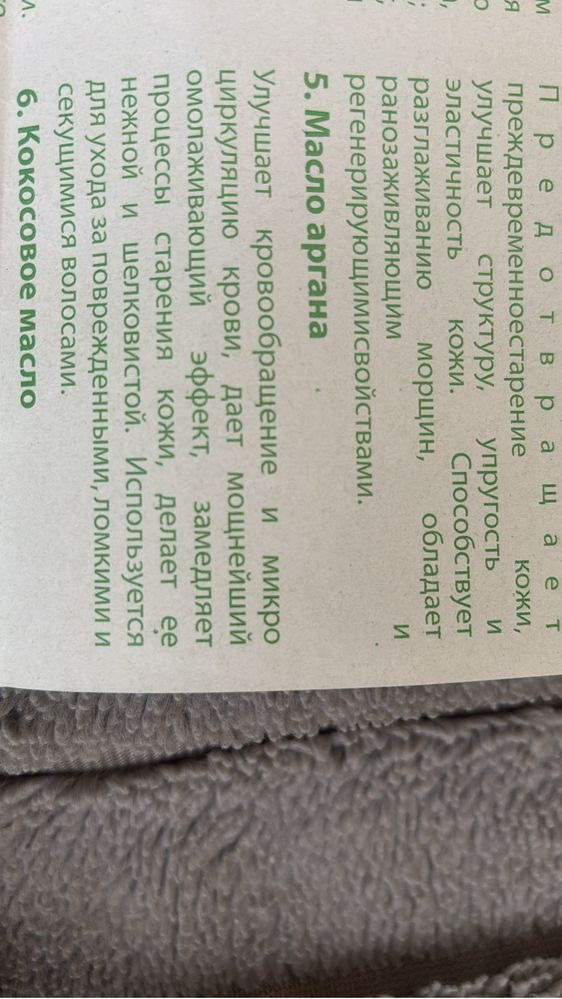 П р е д о т в р а щ а е т
преждевременноестарение кожи,
улучшает структуру, упругость и
эластичность кожи. Способствует
разглаживанию морщин, обладает
ранозаживляющим и
регенерирующимисвойствами.
5. Масло аргана
Улучшает кровообращение и микро
циркуляцию крови, дает мощнейший
омолаживающий эффект, замедляет
процессы старения кожи, делает ее
нежной и шелковистой. Используется
для ухода за поврежденными, ломкими и
секущимися волосами.
6. Кокосовое масло